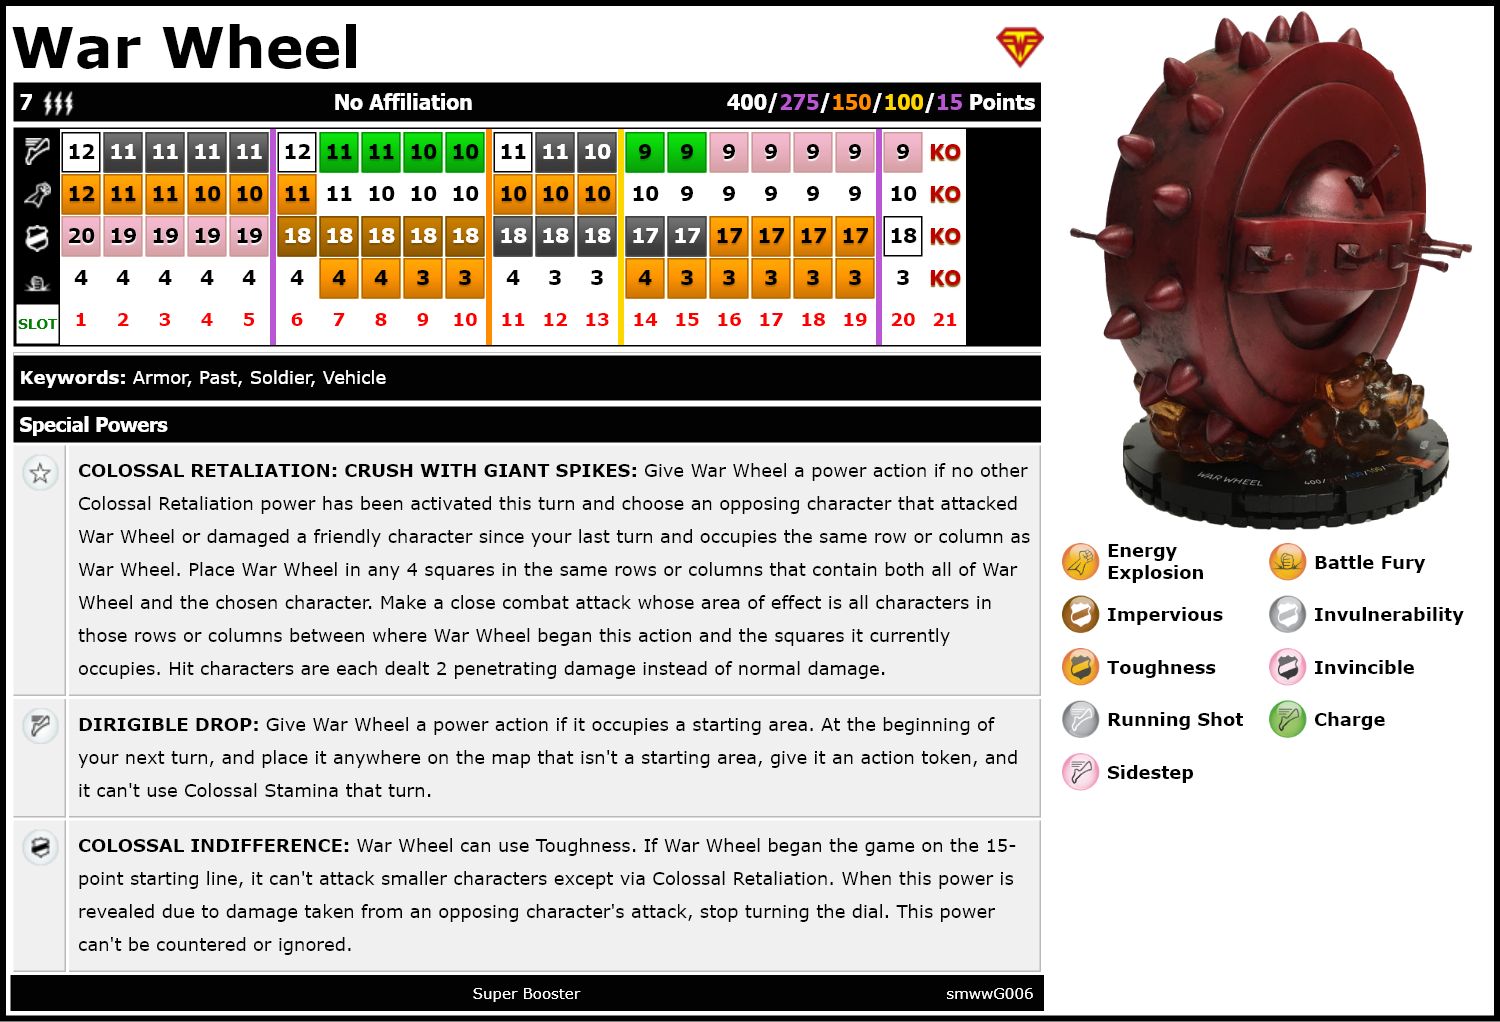 War Wheel
7 No Affiliation 400/275/150/100/15 Points
12 11 11 11 11 12 11 11 10 10 11 11 10 9 9 9 9 9 9 9 KO
12 11 11 10 10 11 11 10 10 10 10 10 10 10 9 9 9 9 9 10 KO
20 19 19 19 19 18 18 18 18 18 18 18 18 17 17 17 17 17 17 18 KO
4 4 4 4 4 4 4 4 3 3 4 3 3 4 3 3 3 3 3 3 KO
SLOT 1 2 3 4 5 6 7 8 9 10 11 12 13 14 15 16 17 18 19 20 21
Keywords: Armor, Past, Soldier, Vehicle
Special Powers
COLOSSAL RETALIATION: CRUSH WITH GIANT SPIKES: Give War Wheel a power action if no other
Colossal Retaliation power has been activated this turn and choose an opposing character that attacked
War Wheel or damaged a friendly character since your last turn and occupies the same row or column as
War Wheel. Place War Wheel in any 4 squares in the same rows or columns that contain both all of War
Wheel and the chosen character. Make a close combat attack whose area of effect is all characters in
those rows or columns between where War Wheel began this action and the squares it currently
occupies. Hit characters are each dealt 2 penetrating damage instead of normal damage.
DIRIGIBLE DROP: Give War Wheel a power action if it occupies a starting area. At the beginning of
your next turn, and place it anywhere on the map that isn't a starting area, give it an action token, and
it can't use Colossal Stamina that turn.
COLOSSAL INDIFFERENCE: War Wheel can use Toughness. If War Wheel began the game on the 15-
point starting line, it can't attack smaller characters except via Colossal Retaliation. When this power is
revealed due to damage taken from an opposing character's attack, stop turning the dial. This power
can't be countered or ignored.
Super Booster smwwG006
WAR WHEEL
Energy
Explosion
Battle Fury
Impervious
Invulnerability
Toughness
Invincible
Running Shot
Charge
Sidestep